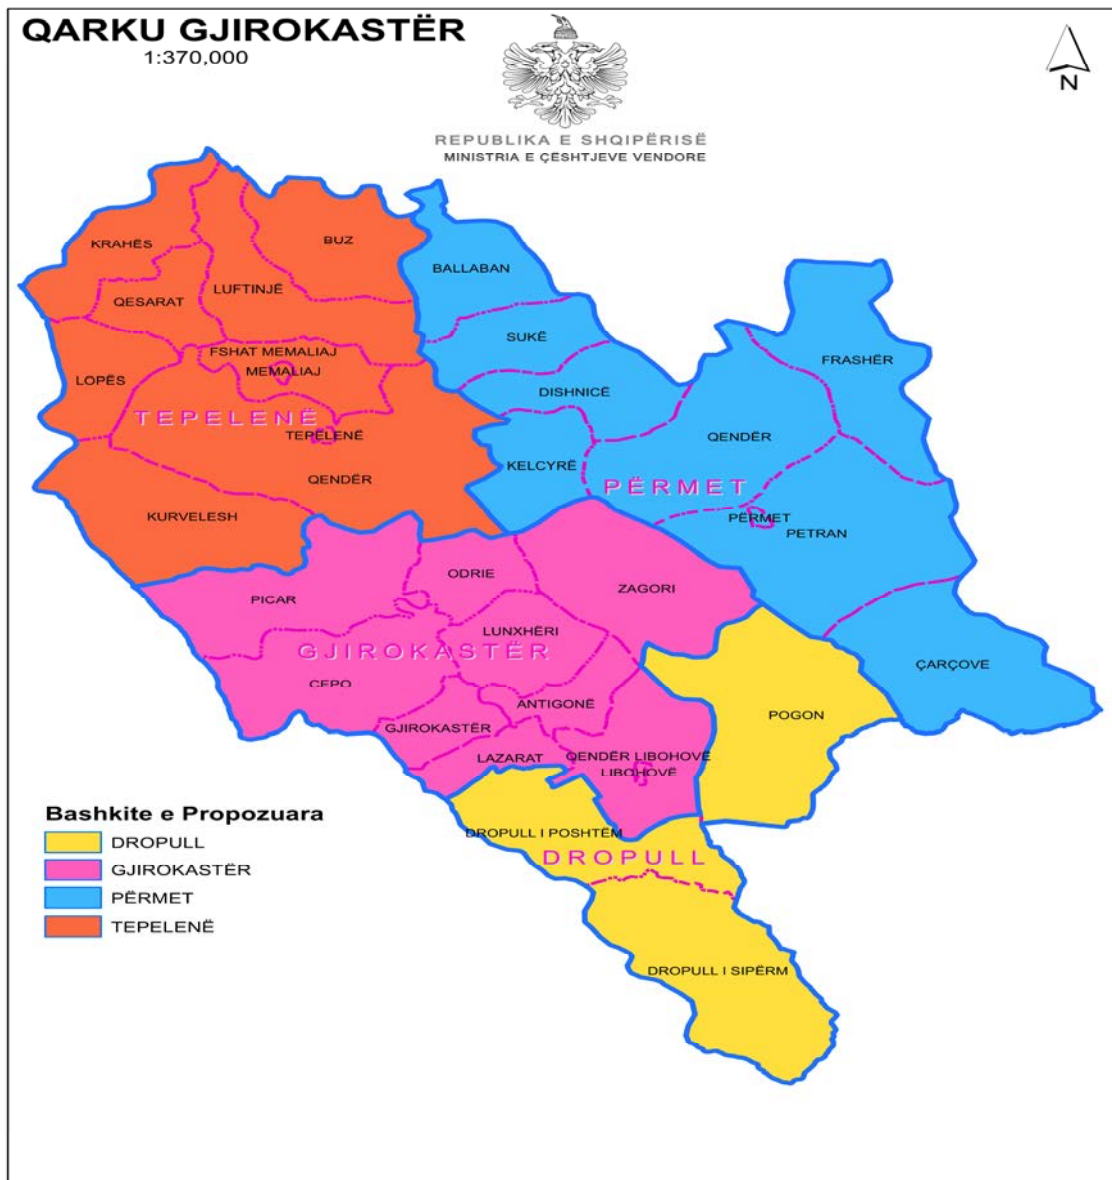 QARKU GJIROKASTËR
1:370,000
N
REPUBLIKA E SHQIPËRISË
MINISTRIA E ÇËSHTJEVE VENDORE
KRAHËS
BUZ
BALLABAN
QESARAT
LUFTINJË
SUKË
FSHAT MEMALIAJ
MEMALIAJ
FRASHËR
LOPËS
DISHNICË
TEPELENË
TEPELENË
QENDËR
KELCYRË
QENDËR
PËRMET
KURVELESH
PËRMET
PETRAN
ODRIE
ZAGORI
PICAR
LUNXHËRI
GJIROKASTËR
ÇARÇOVE
CEPO
ANTIGONË
POGON
GJIROKASTËR
LAZARAT
QENDËR LIBOHOVË
LIBOHOVË
DROPULL I POSHTËM
DROPULL
DROPULL I SIPËRM
Bashkite e Propozuara
DROPULL
GJIROKASTËR
PËRMET
TEPELENË